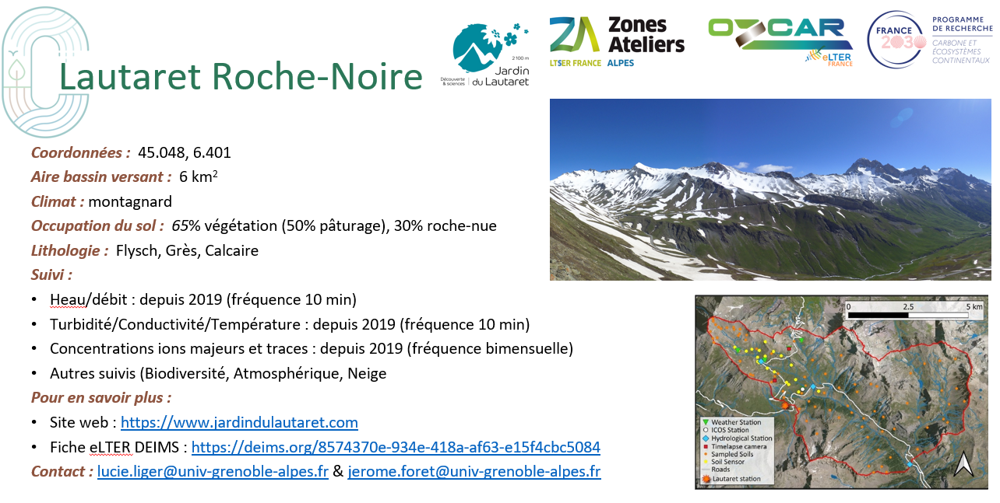 Lautaret Roche-Noire
Découverte
& sciences
2 100 m
Jardin
du Lautaret
ZA
Zones
Ateliers
LTSER FRANCE ALPES
OZCAR
eLTER
FRANCE
FRANCE
2030
PROGRAMME
DE RECHERCHE
CARBONE ET
ÉCOSYSTÈMES
CONTINENTAUX
Coordonnées : 45.048, 6.401
Aire bassin versant : 6 km²
Climat : montagnard
Occupation du sol : 65% végétation (50% pâturage), 30% roche-nue
Lithologie : Flysch, Grès, Calcaire
Suivi :
• Heau/débit : depuis 2019 (fréquence 10 min)
• Turbidité/Conductivité/Température : depuis 2019 (fréquence 10 min)
• Concentrations ions majeurs et traces : depuis 2019 (fréquence bimensuelle)
• Autres suivis (Biodiversité, Atmosphérique, Neige
Pour en savoir plus :
• Site web : https://www.jardindulautaret.com
• Fiche eLTER DEIMS : https://deims.org/8574370e-934e-418a-af63-e15f4cbc5084
Contact : lucie.liger@univ-grenoble-alpes.fr & jerome.foret@univ-grenoble-alpes.fr
0 2.5 5 km
Weather Station
ICOS Station
Hydrological Station
Timelapse camera
Sampled Soils
Soil Sensor
Roads
Lautaret station